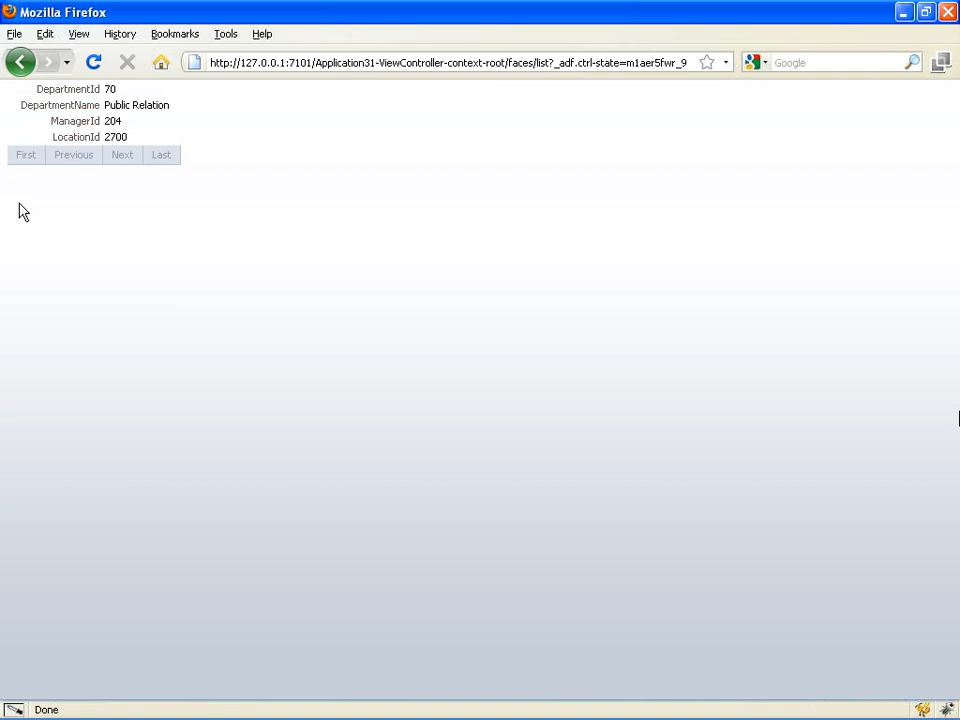 Mozilla Firefox
File Edit View History Bookmarks Tools Help
http://127.0.0.1:7101/Application31-ViewController-context-root/faces/list?_adf.ctrl-state=m1aer5fwr_9 Google
DepartmentId 70
DepartmentName Public Relation
ManagerId 204
LocationId 2700
First Previous Next Last
Done